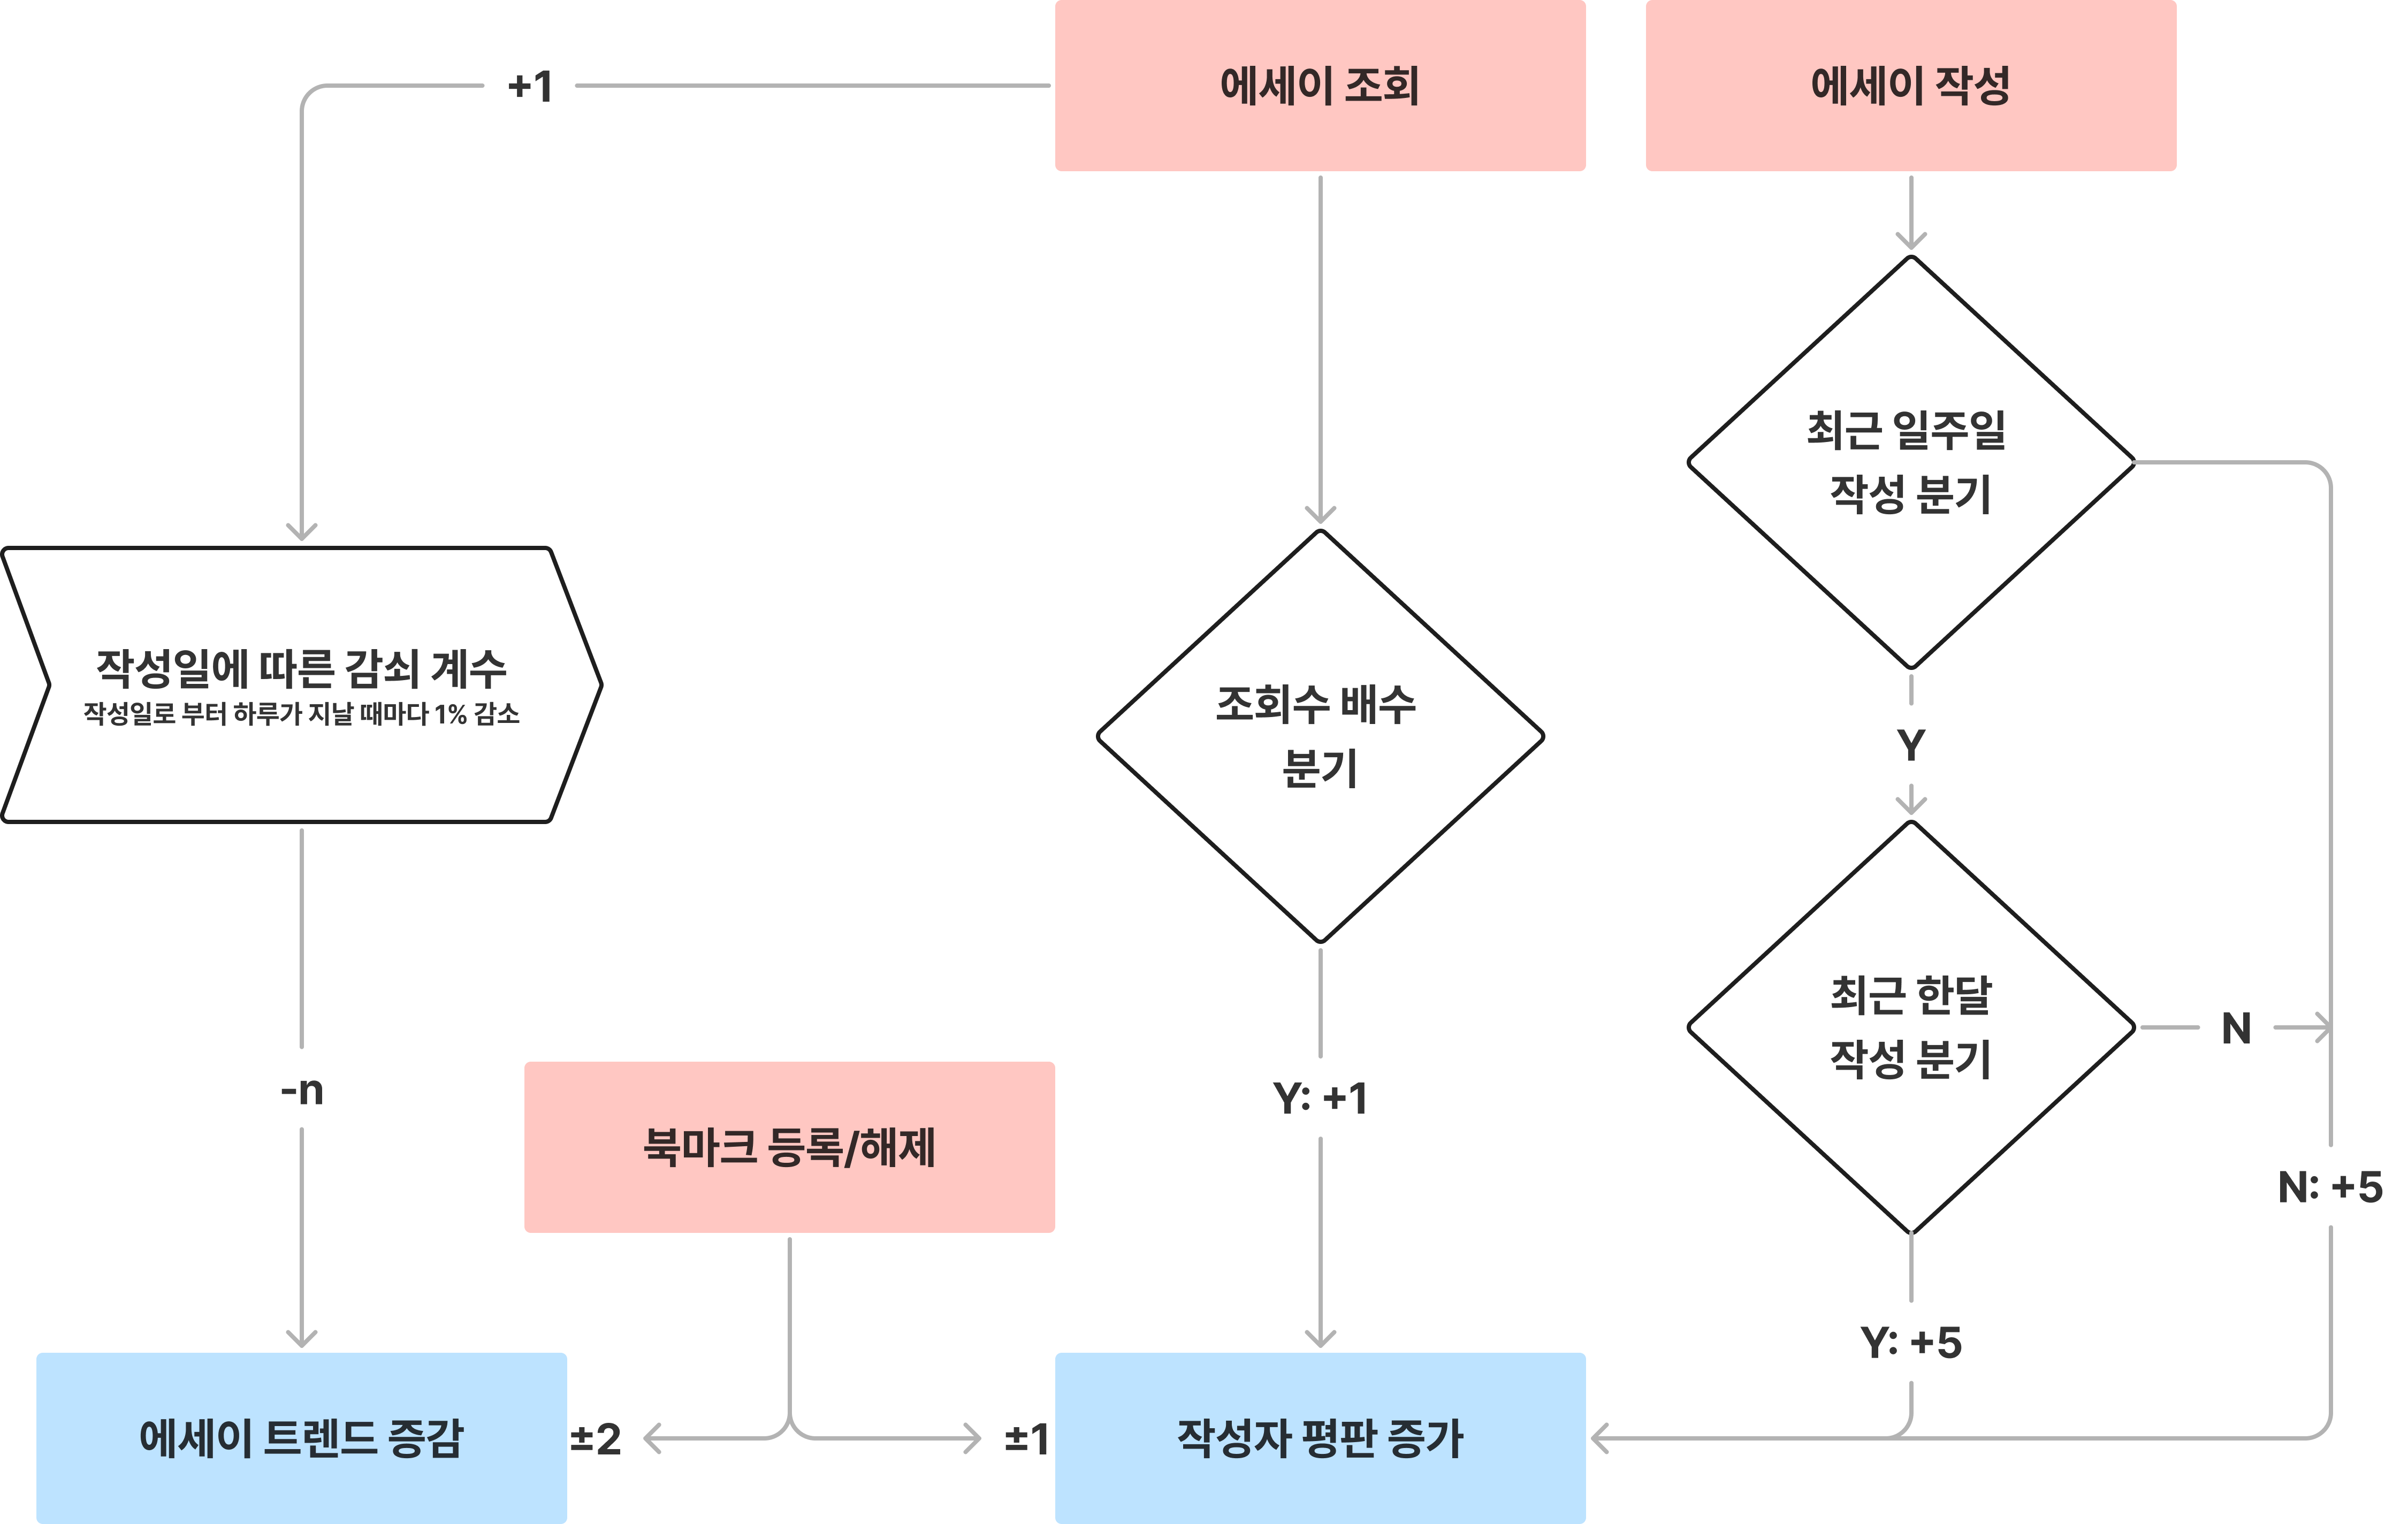 +1
에세이 조회
에세이 작성
최근 일주일
작성 분기
작성일에 따른 감쇠 계수
작성일로 부터 하루가 지날 때마다 1% 감소
조회수 배수
분기
Y
최근 한달
작성 분기
N
-n
Y: +1
북마크 등록/해제
N: +5
Y: +5
에세이 트렌드 증감
±2
±1
작성자 평판 증가